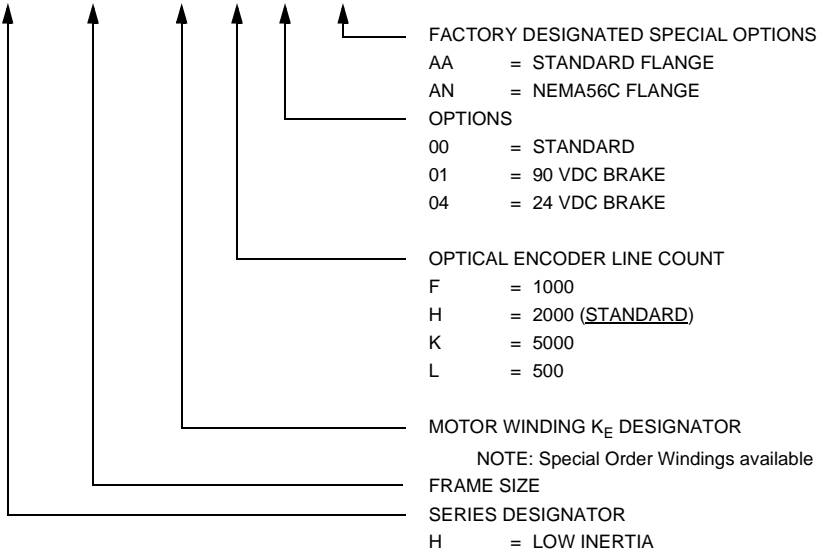 FACTORY DESIGNATED SPECIAL OPTIONS
AA = STANDARD FLANGE
AN = NEMA56C FLANGE
OPTIONS
00 = STANDARD
01 = 90 VDC BRAKE
04 = 24 VDC BRAKE
OPTICAL ENCODER LINE COUNT
F = 1000
H = 2000 (STANDARD)
K = 5000
L = 500
MOTOR WINDING KE DESIGNATOR
NOTE: Special Order Windings available
FRAME SIZE
SERIES DESIGNATOR
H = LOW INERTIA